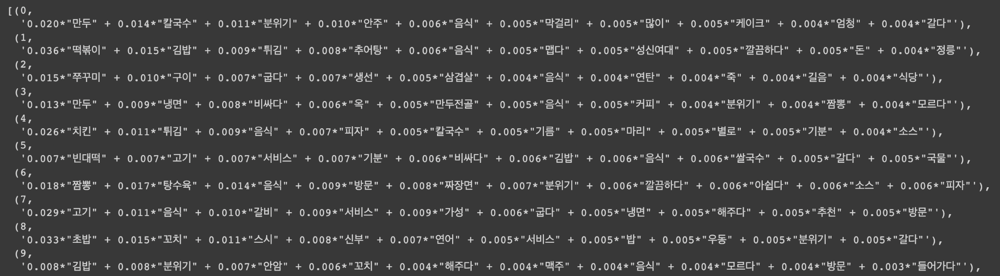 [(0,
'0.020*"만두" + 0.014*"칼국수" + 0.011*"분위기" + 0.010*"안주" + 0.006*"음식" + 0.005*"막걸리" + 0.005*"많이" + 0.005*"케이크" + 0.004*"엄청" + 0.004*"갈다"'),
(1,
'0.036*"떡볶이" + 0.015*"김밥" + 0.009*"튀김" + 0.008*"추어탕" + 0.006*"음식" + 0.005*"맵다" + 0.005*"성신여대" + 0.005*"깔끔하다" + 0.005*"돈" + 0.004*"정릉"'),
(2,
'0.015*"쭈꾸미" + 0.010*"구이" + 0.007*"굽다" + 0.007*"생선" + 0.005*"삼겹살" + 0.004*"음식" + 0.004*"연탄" + 0.004*"죽" + 0.004*"길음" + 0.004*"식당"'),
(3,
'0.013*"만두" + 0.009*"냉면" + 0.008*"비싸다" + 0.006*"옥" + 0.005*"만두전골" + 0.005*"음식" + 0.005*"커피" + 0.004*"분위기" + 0.004*"짬뽕" + 0.004*"모르다"'),
(4,
'0.026*"치킨" + 0.011*"튀김" + 0.009*"음식" + 0.007*"피자" + 0.005*"칼국수" + 0.005*"기름" + 0.005*"마리" + 0.005*"별로" + 0.005*"기분" + 0.004*"소스"'),
(5,
'0.007*"빈대떡" + 0.007*"고기" + 0.007*"서비스" + 0.007*"기분" + 0.006*"비싸다" + 0.006*"김밥" + 0.006*"음식" + 0.006*"쌀국수" + 0.005*"갈다" + 0.005*"국물"'),
(6,
'0.018*"짬뽕" + 0.017*"탕수육" + 0.014*"음식" + 0.009*"방문" + 0.008*"짜장면" + 0.007*"분위기" + 0.006*"깔끔하다" + 0.006*"아쉽다" + 0.006*"소스" + 0.006*"피자"'),
(7,
'0.029*"고기" + 0.011*"음식" + 0.010*"갈비" + 0.009*"서비스" + 0.009*"가성" + 0.006*"굽다" + 0.005*"냉면" + 0.005*"해주다" + 0.005*"추천" + 0.005*"방문"'),
(8,
'0.033*"초밥" + 0.015*"꼬치" + 0.011*"스시" + 0.008*"신부" + 0.007*"연어" + 0.005*"서비스" + 0.005*"밥" + 0.005*"우동" + 0.005*"분위기" + 0.005*"갈다"'),
(9,
'0.008*"김밥" + 0.008*"분위기" + 0.007*"안암" + 0.006*"꼬치" + 0.004*"해주다" + 0.004*"맥주" + 0.004*"음식" + 0.004*"모르다" + 0.004*"방문" + 0.003*"들어가다"'),